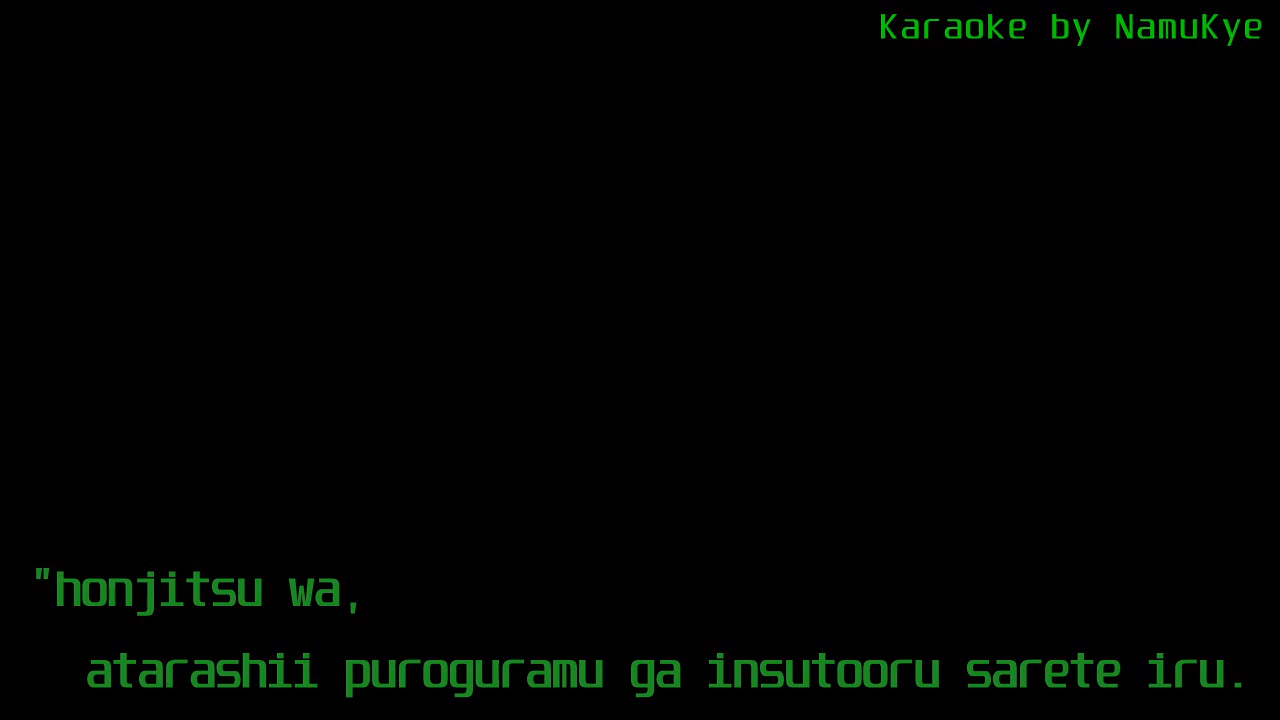 Karaoke by NamuKye
"honjitsu wa,
atarashii puroguramu ga insutooru sarete iru.